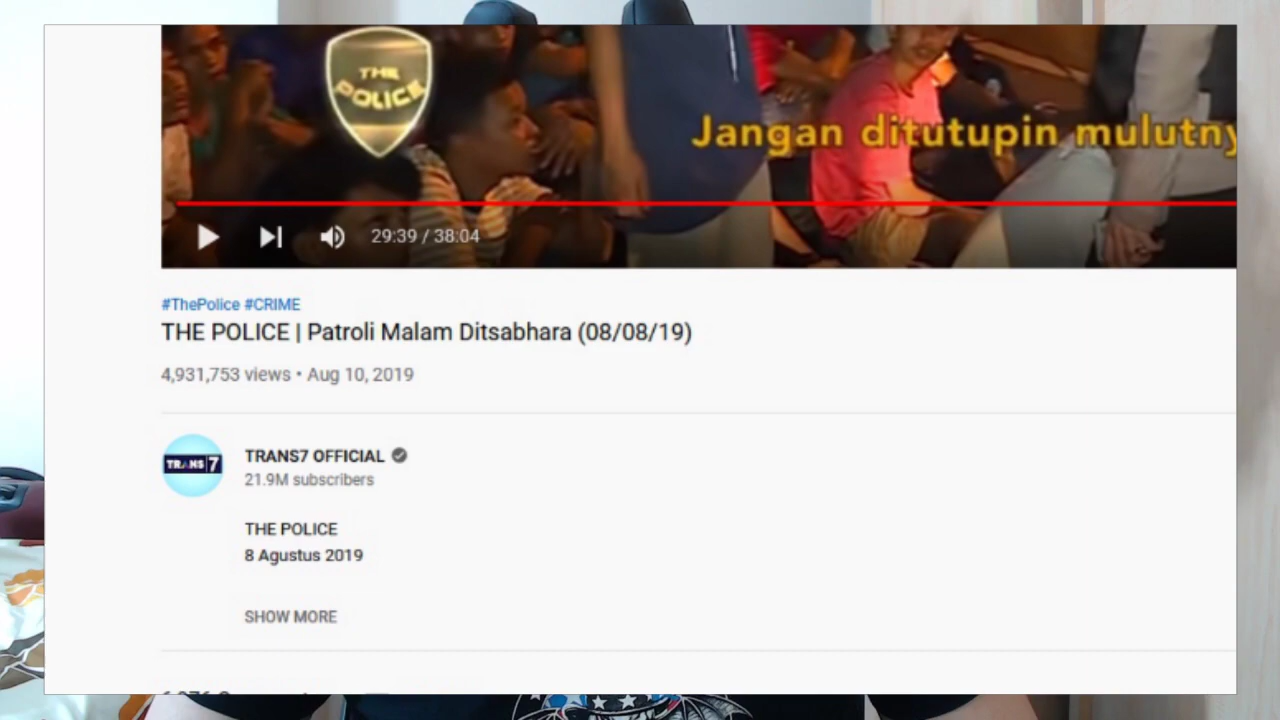 THE
POLICE
Jangan ditutupin mulutny
29:39 / 38:04
#ThePolice #CRIME
THE POLICE | Patroli Malam Ditsabhara (08/08/19)
4,931,753 views • Aug 10, 2019
TRANS7
TRANS7 OFFICIAL
21.9M subscribers
THE POLICE
8 Agustus 2019
SHOW MORE